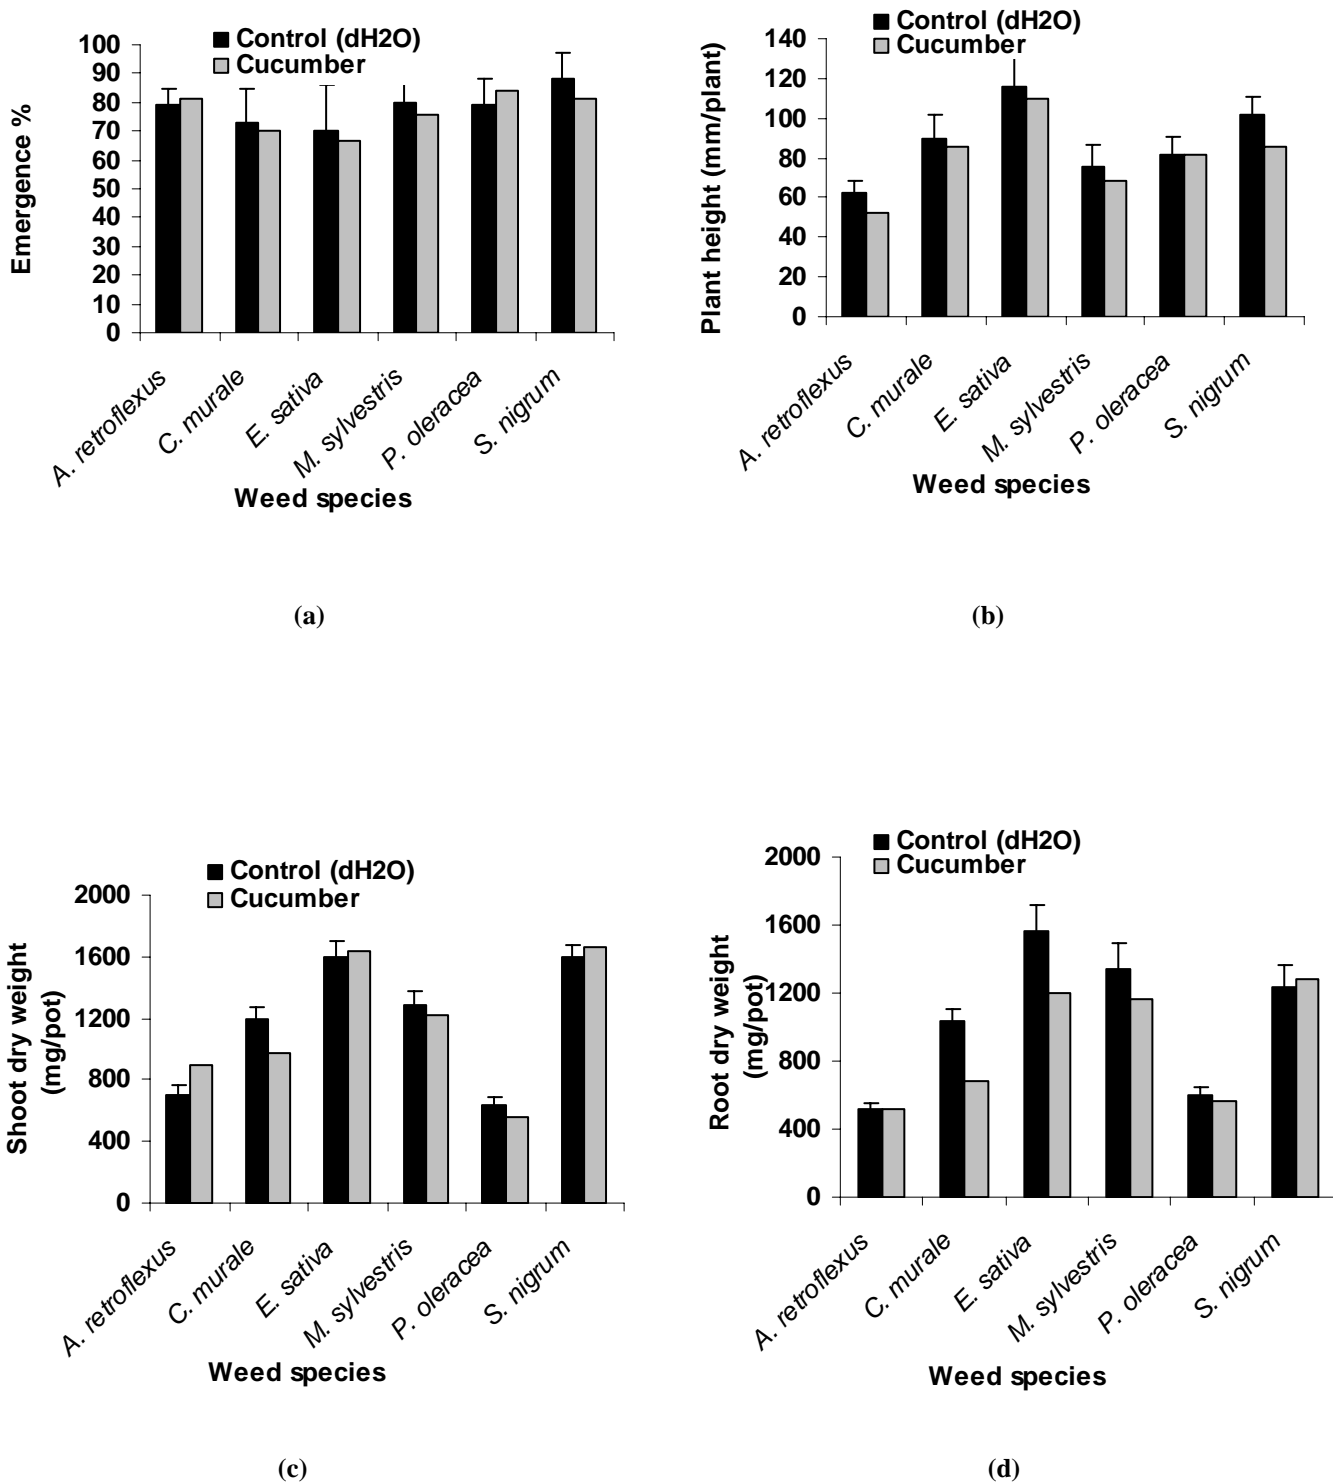 Control (dH2O)
Cucumber
Emergence %
100
90
80
70
60
50
40
30
20
10
0
A. retroflexus
C. murale
E. sativa
M. sylvestris
P. oleracea
S. nigrum
Weed species
(a)
Control (dH2O)
Cucumber
Plant height (mm/plant)
140
120
100
80
60
40
20
0
A. retroflexus
C. murale
E. sativa
M. sylvestris
P. oleracea
S. nigrum
Weed species
(b)
Control (dH2O)
Cucumber
Shoot dry weight
(mg/pot)
2000
1600
1200
800
400
0
A. retroflexus
C. murale
E. sativa
M. sylvestris
P. oleracea
S. nigrum
Weed species
(c)
Control (dH2O)
Cucumber
Root dry weight
(mg/pot)
2000
1600
1200
800
400
0
A. retroflexus
C. murale
E. sativa
M. sylvestris
P. oleracea
S. nigrum
Weed species
(d)